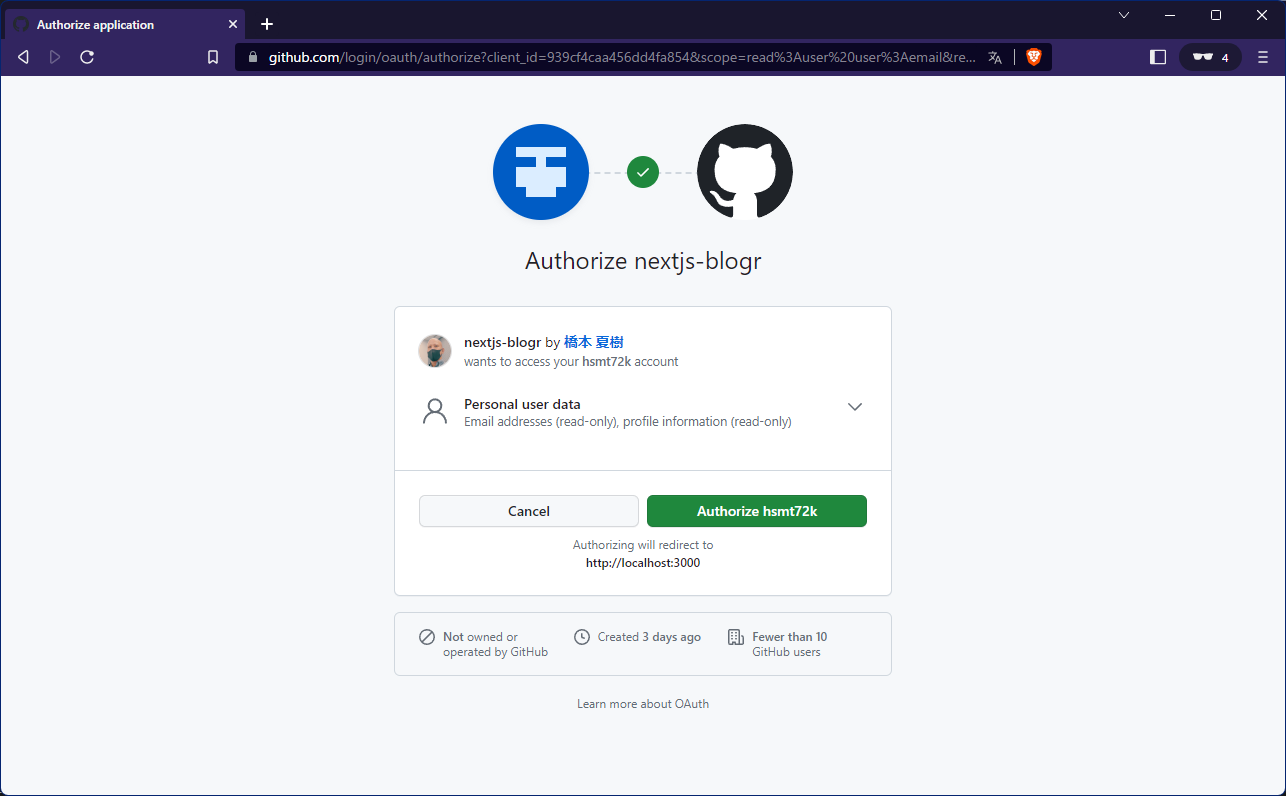 Authorize application
github.com/login/oauth/authorize?client_id=939cf4caa456dd4fa854&scope=read%3Auser%20user%3Aemail&re...
4
Authorize nextjs-blogr
nextjs-blogr by 橋本 夏樹
wants to access your hsmt72k account
Personal user data
Email addresses (read-only), profile information (read-only)
Cancel
Authorize hsmt72k
Authorizing will redirect to
http://localhost:3000
Not owned or
operated by GitHub
Created 3 days ago
Fewer than 10
GitHub users
Learn more about OAuth